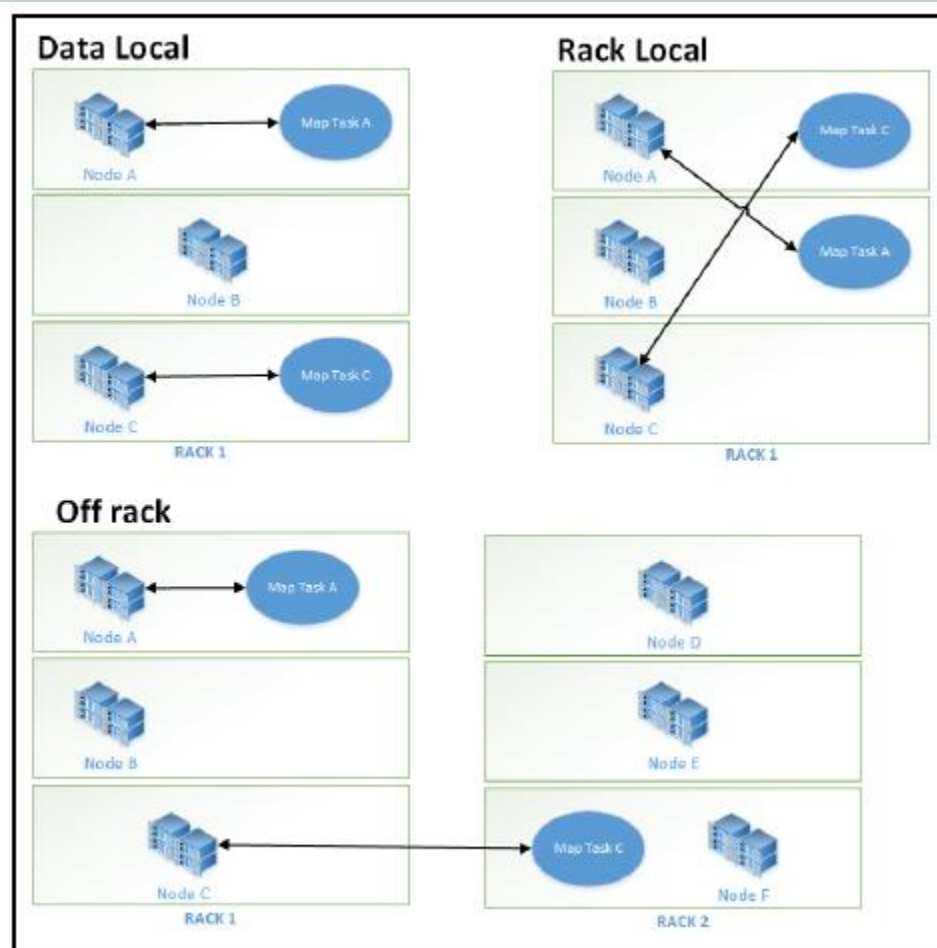 Data Local
Map Task A
Node A
Node B
Map Task C
Node C
RACK 1
Rack Local
Map Task C
Node A
Map Task A
Node B
Node C
RACK 1
Off rack
Map Task A
Node A
Node B
Node C
RACK 1
Node D
Node E
Map Task C
Node F
RACK 2